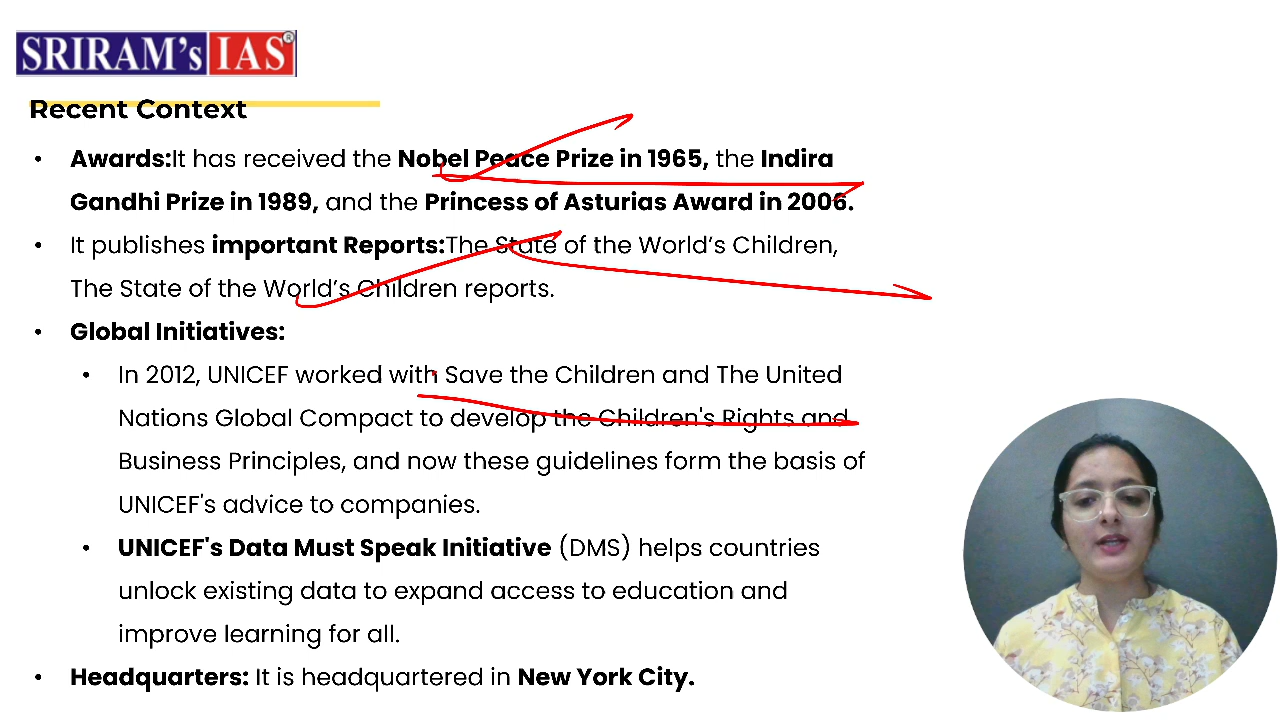 SRIRAM's IAS®
Recent Context
• Awards:It has received the Nobel Peace Prize in 1965, the Indira
Gandhi Prize in 1989, and the Princess of Asturias Award in 2006.
• It publishes important Reports:The State of the World's Children,
The State of the World's Children reports.
• Global Initiatives:
• In 2012, UNICEF worked with Save the Children and The United
Nations Global Compact to develop the Children's Rights and
Business Principles, and now these guidelines form the basis of
UNICEF's advice to companies.
• UNICEF's Data Must Speak Initiative (DMS) helps countries
unlock existing data to expand access to education and
improve learning for all.
• Headquarters: It is headquartered in New York City.